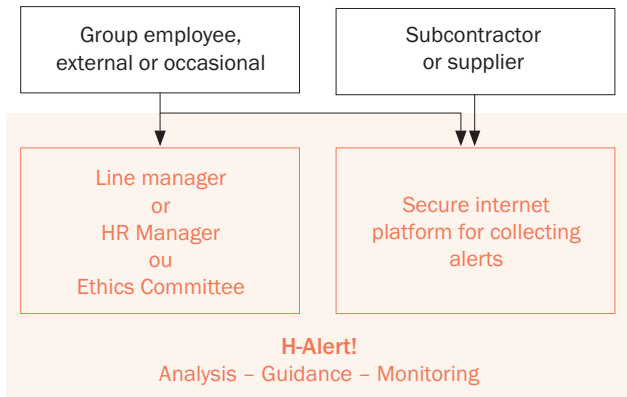 Group employee,
external or occasional
Subcontractor
or supplier
Line manager
or
HR Manager
ou
Ethics Committee
Secure internet
platform for collecting
alerts
H-Alert!
Analysis – Guidance – Monitoring